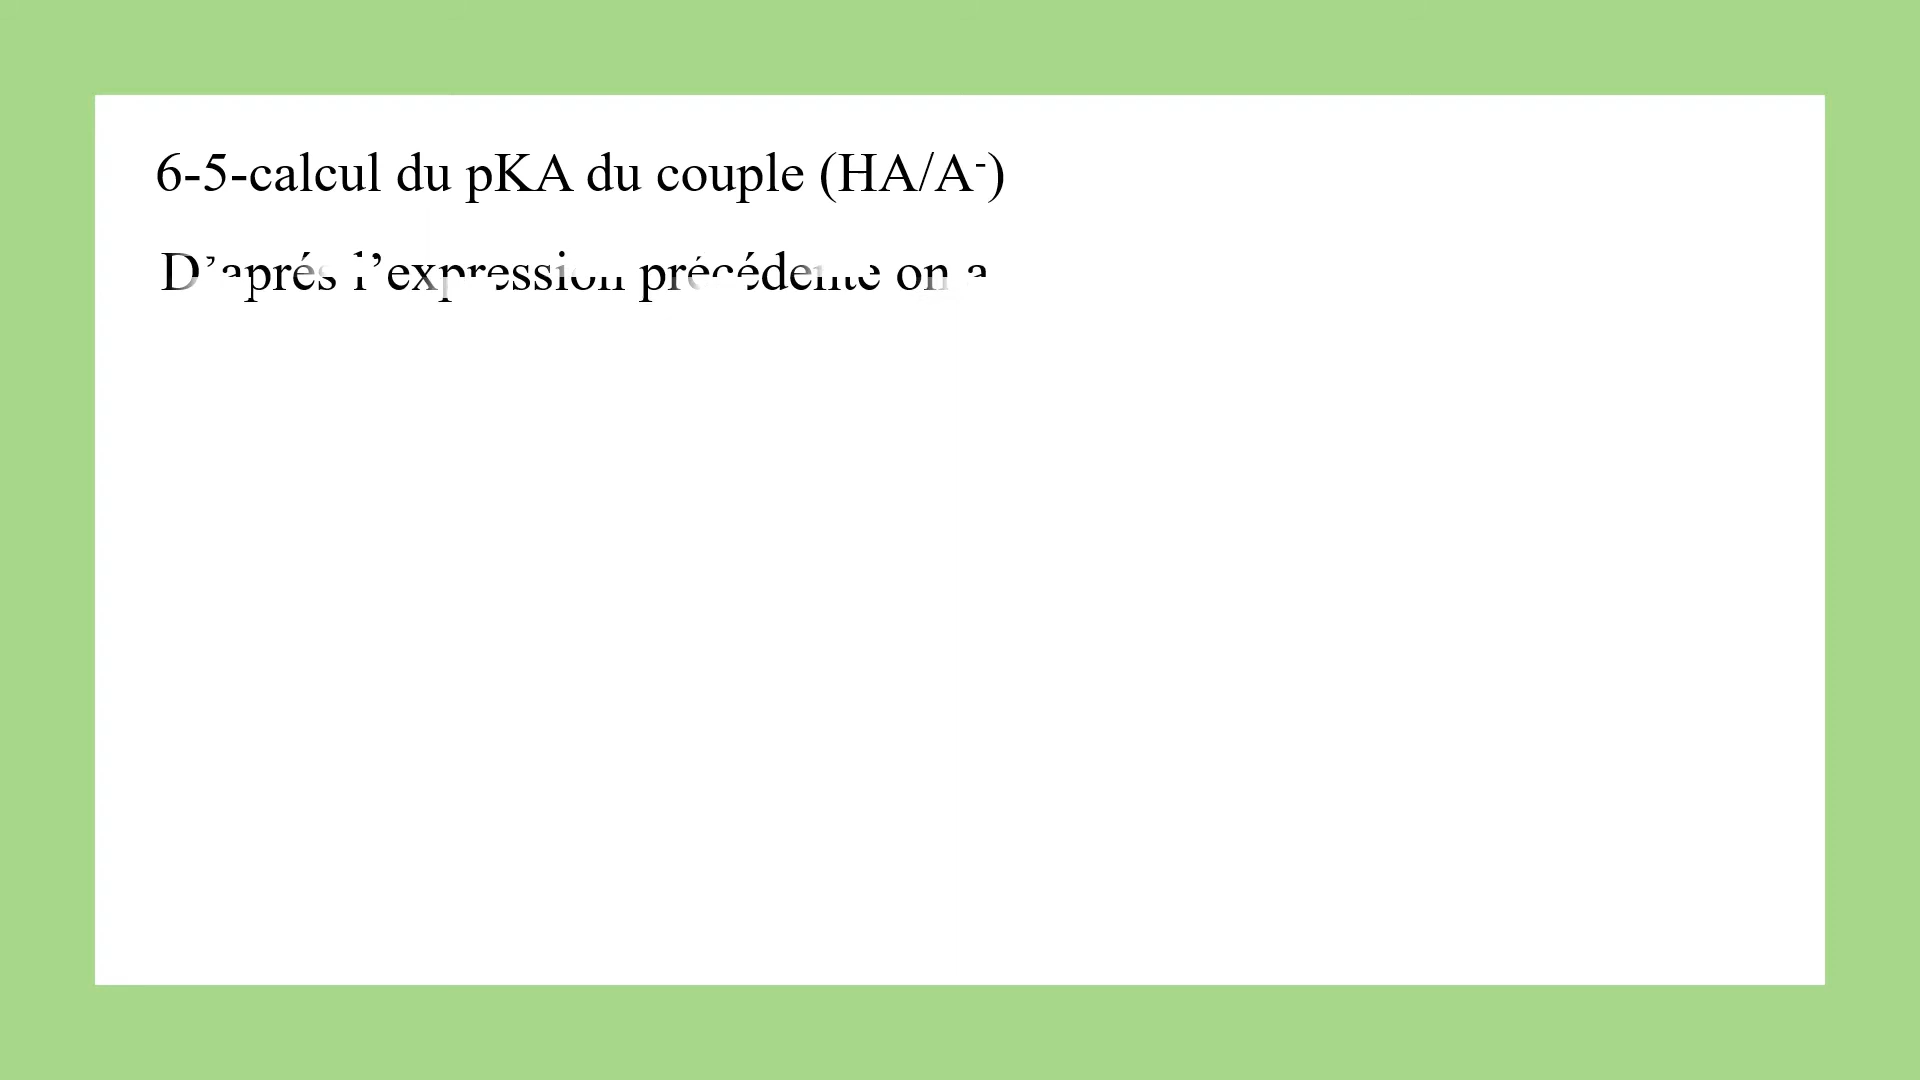 6-5-calcul du pKA du couple (HA/A⁻)
D’aprés l’expression précédente on a